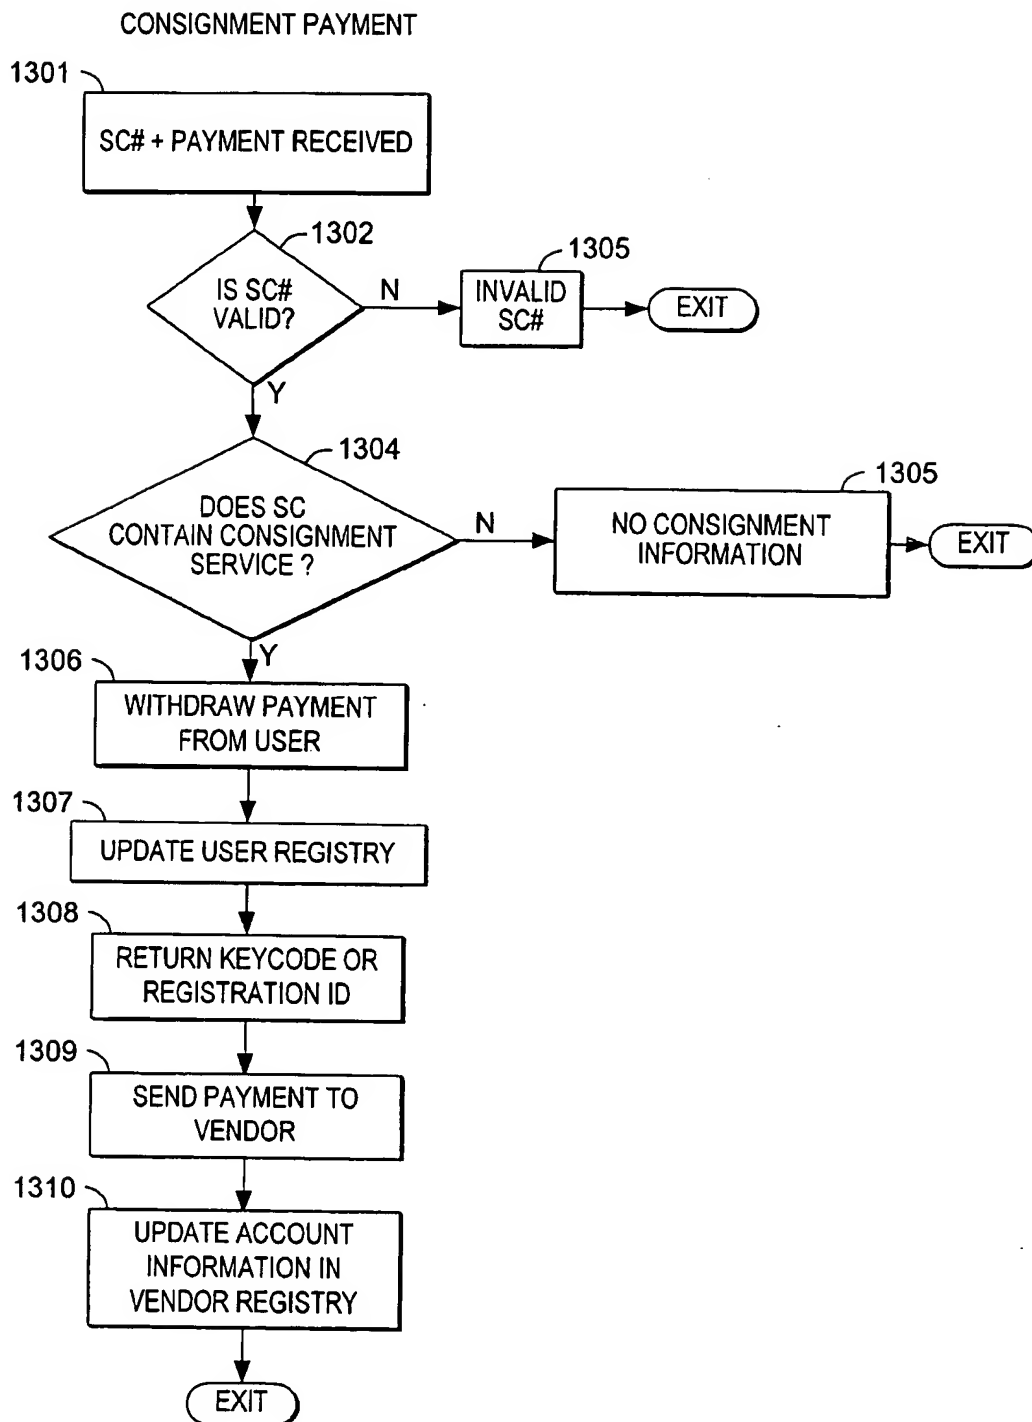 CONSIGNMENT PAYMENT
1301
SC# + PAYMENT RECEIVED
1302
IS SC#
VALID?
N
1305
INVALID
SC#
EXIT
Y
1304
DOES SC
CONTAIN CONSIGNMENT
SERVICE ?
N
1305
NO CONSIGNMENT
INFORMATION
EXIT
Y
1306
WITHDRAW PAYMENT
FROM USER
1307
UPDATE USER REGISTRY
1308
RETURN KEYCODE OR
REGISTRATION ID
1309
SEND PAYMENT TO
VENDOR
1310
UPDATE ACCOUNT
INFORMATION IN
VENDOR REGISTRY
EXIT